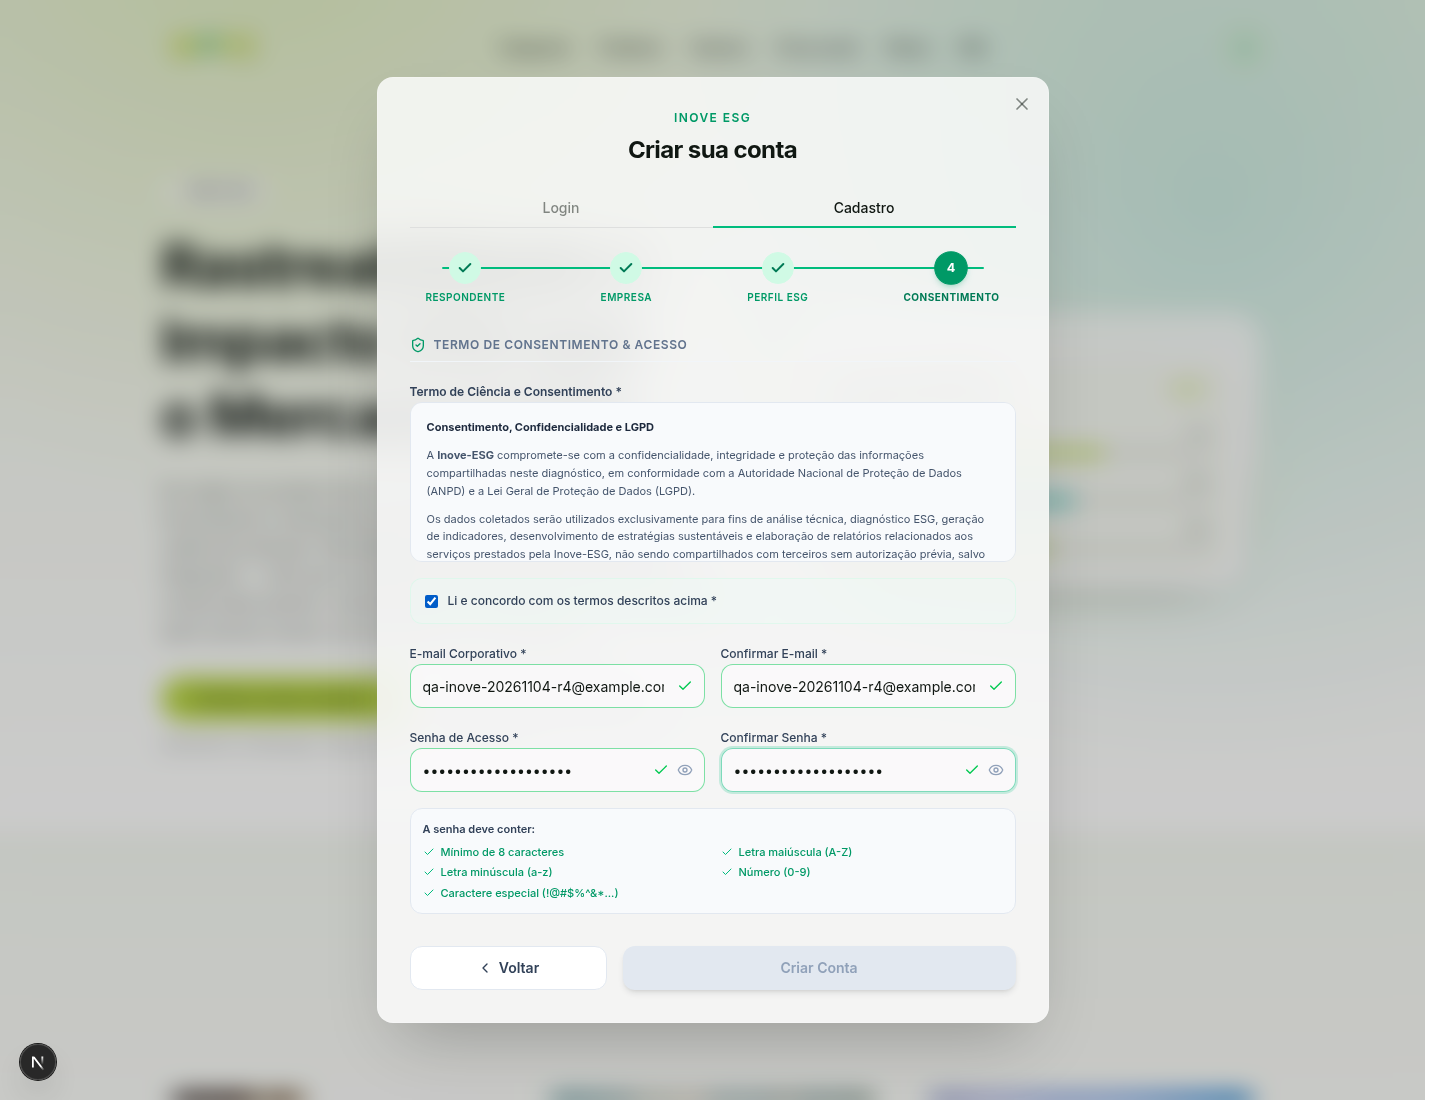 INOVE ESG
Criar sua conta
Login
Cadastro
4
RESPONDENTE
EMPRESA
PERFIL ESG
CONSENTIMENTO
TERMO DE CONSENTIMENTO & ACESSO
Termo de Ciência e Consentimento *
Consentimento, Confidencialidade e LGPD
A Inove-ESG compromete-se com a confidencialidade, integridade e proteção das informações
compartilhadas neste diagnóstico, em conformidade com a Autoridade Nacional de Proteção de Dados
(ANPD) e a Lei Geral de Proteção de Dados (LGPD).
Os dados coletados serão utilizados exclusivamente para fins de análise técnica, diagnóstico ESG, geração
de indicadores, desenvolvimento de estratégias sustentáveis e elaboração de relatórios relacionados aos
serviços prestados pela Inove-ESG, não sendo compartilhados com terceiros sem autorização prévia, salvo
Li e concordo com os termos descritos acima *
E-mail Corporativo *
Confirmar E-mail *
qa-inove-20261104-r4@example.cor
qa-inove-20261104-r4@example.cor
Senha de Acesso *
Confirmar Senha *
A senha deve conter:
Mínimo de 8 caracteres
Letra maiúscula (A-Z)
Letra minúscula (a-z)
Número (0-9)
Caractere especial (!@#$%^&*...)
Voltar
Criar Conta
N
Impacto